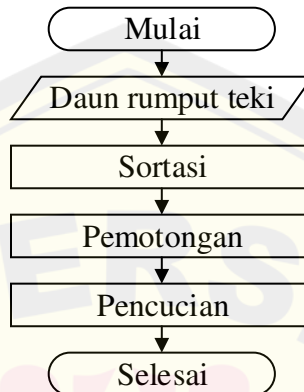 Mulai
Daun rumput teki
Sortasi
Pemotongan
Pencucian
Selesai